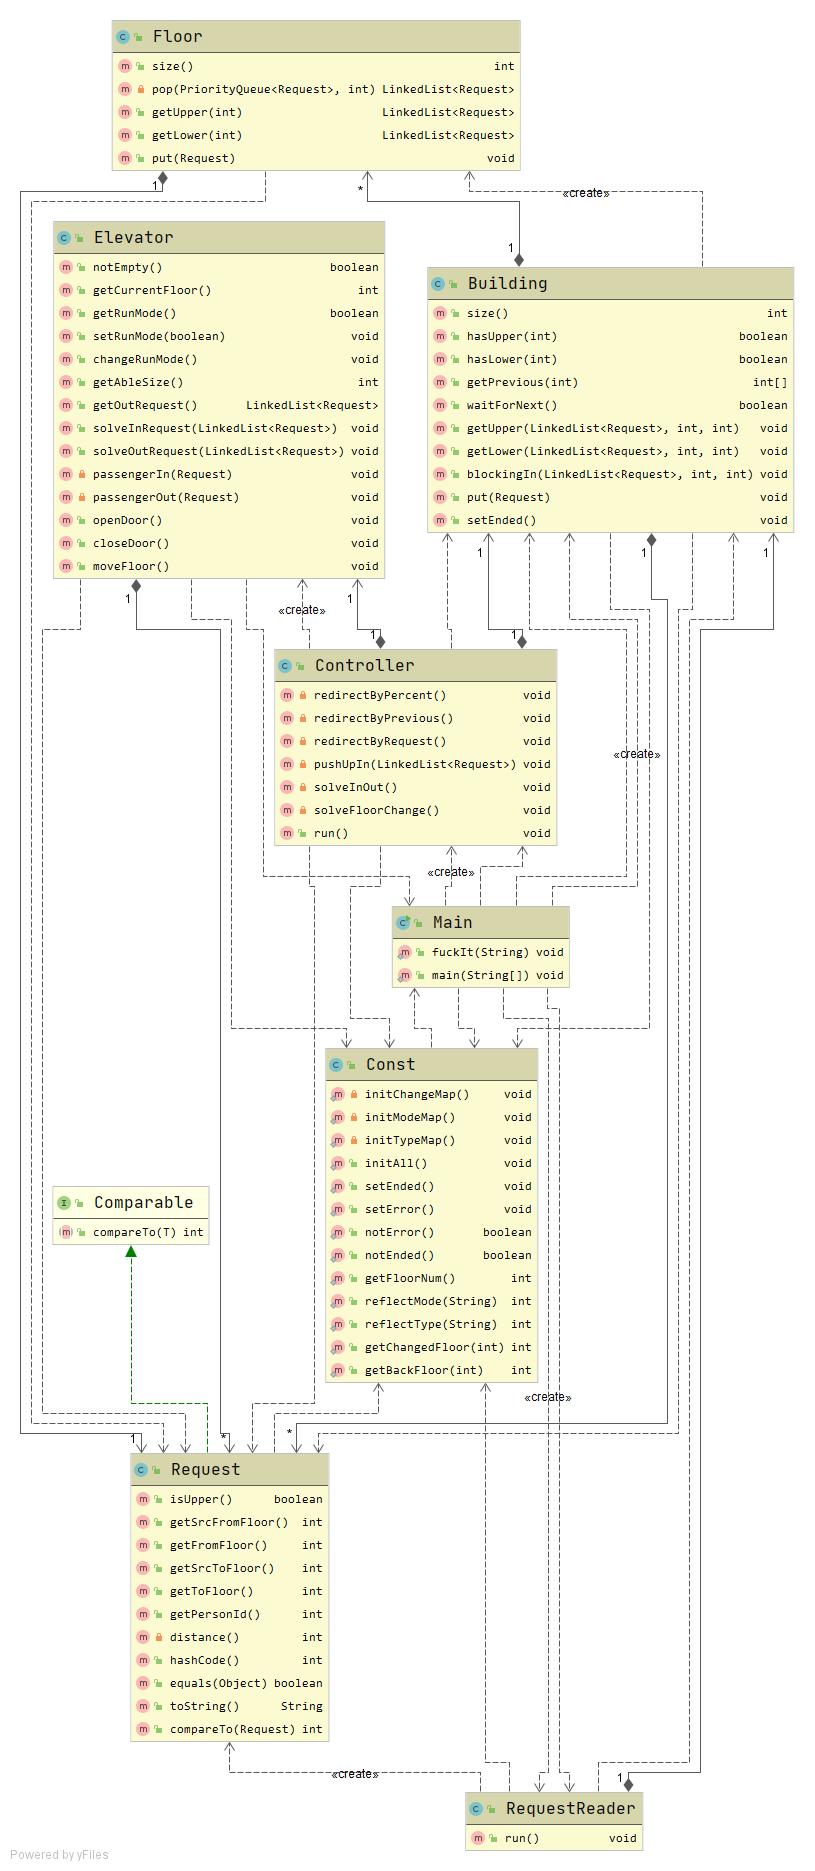 Floor
size() int
pop(PriorityQueue<Request>, int) LinkedList<Request>
getUpper(int) LinkedList<Request>
getLower(int) LinkedList<Request>
put(Request) void
1
*
«create»
Elevator
notEmpty() boolean
getCurrentFloor() int
getRunMode() boolean
setRunMode(boolean) void
changeRunMode() void
getAbleSize() int
getOutRequest() LinkedList<Request>
solveInRequest(LinkedList<Request>) void
solveOutRequest(LinkedList<Request>) void
passengerIn(Request) void
passengerOut(Request) void
openDoor() void
closeDoor() void
moveFloor() void
1
Building
size() int
hasUpper(int) boolean
hasLower(int) boolean
getPrevious(int) int[]
waitForNext() boolean
getUpper(LinkedList<Request>, int, int) void
getLower(LinkedList<Request>, int, int) void
blockingIn(LinkedList<Request>, int, int) void
put(Request) void
setEnded() void
1
1
1
1
1
«create»
1
1
Controller
redirectByPercent() void
redirectByPrevious() void
redirectByRequest() void
pushUpIn(LinkedList<Request>) void
solveInOut() void
solveFloorChange() void
run() void
«create»
«create»
Main
fuckIt(String) void
main(String[]) void
Const
initChangeMap() void
initModeMap() void
initTypeMap() void
initAll() void
setEnded() void
setError() void
notError() boolean
notEnded() boolean
getFloorNum() int
reflectMode(String) int
reflectType(String) int
getChangedFloor(int) int
getBackFloor(int) int
Comparable
compareTo(T) int
«create»
1
*
*
Request
isUpper() boolean
getSrcFromFloor() int
getFromFloor() int
getSrcToFloor() int
getToFloor() int
getPersonId() int
distance() int
hashCode() int
equals(Object) boolean
toString() String
compareTo(Request) int
«create»
1
RequestReader
run() void
Powered by yFiles